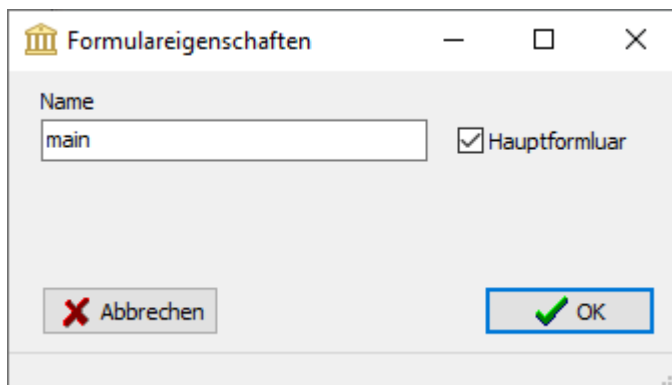 Formulareigenschaften
Name
main
Hauptformluar
Abbrechen
OK